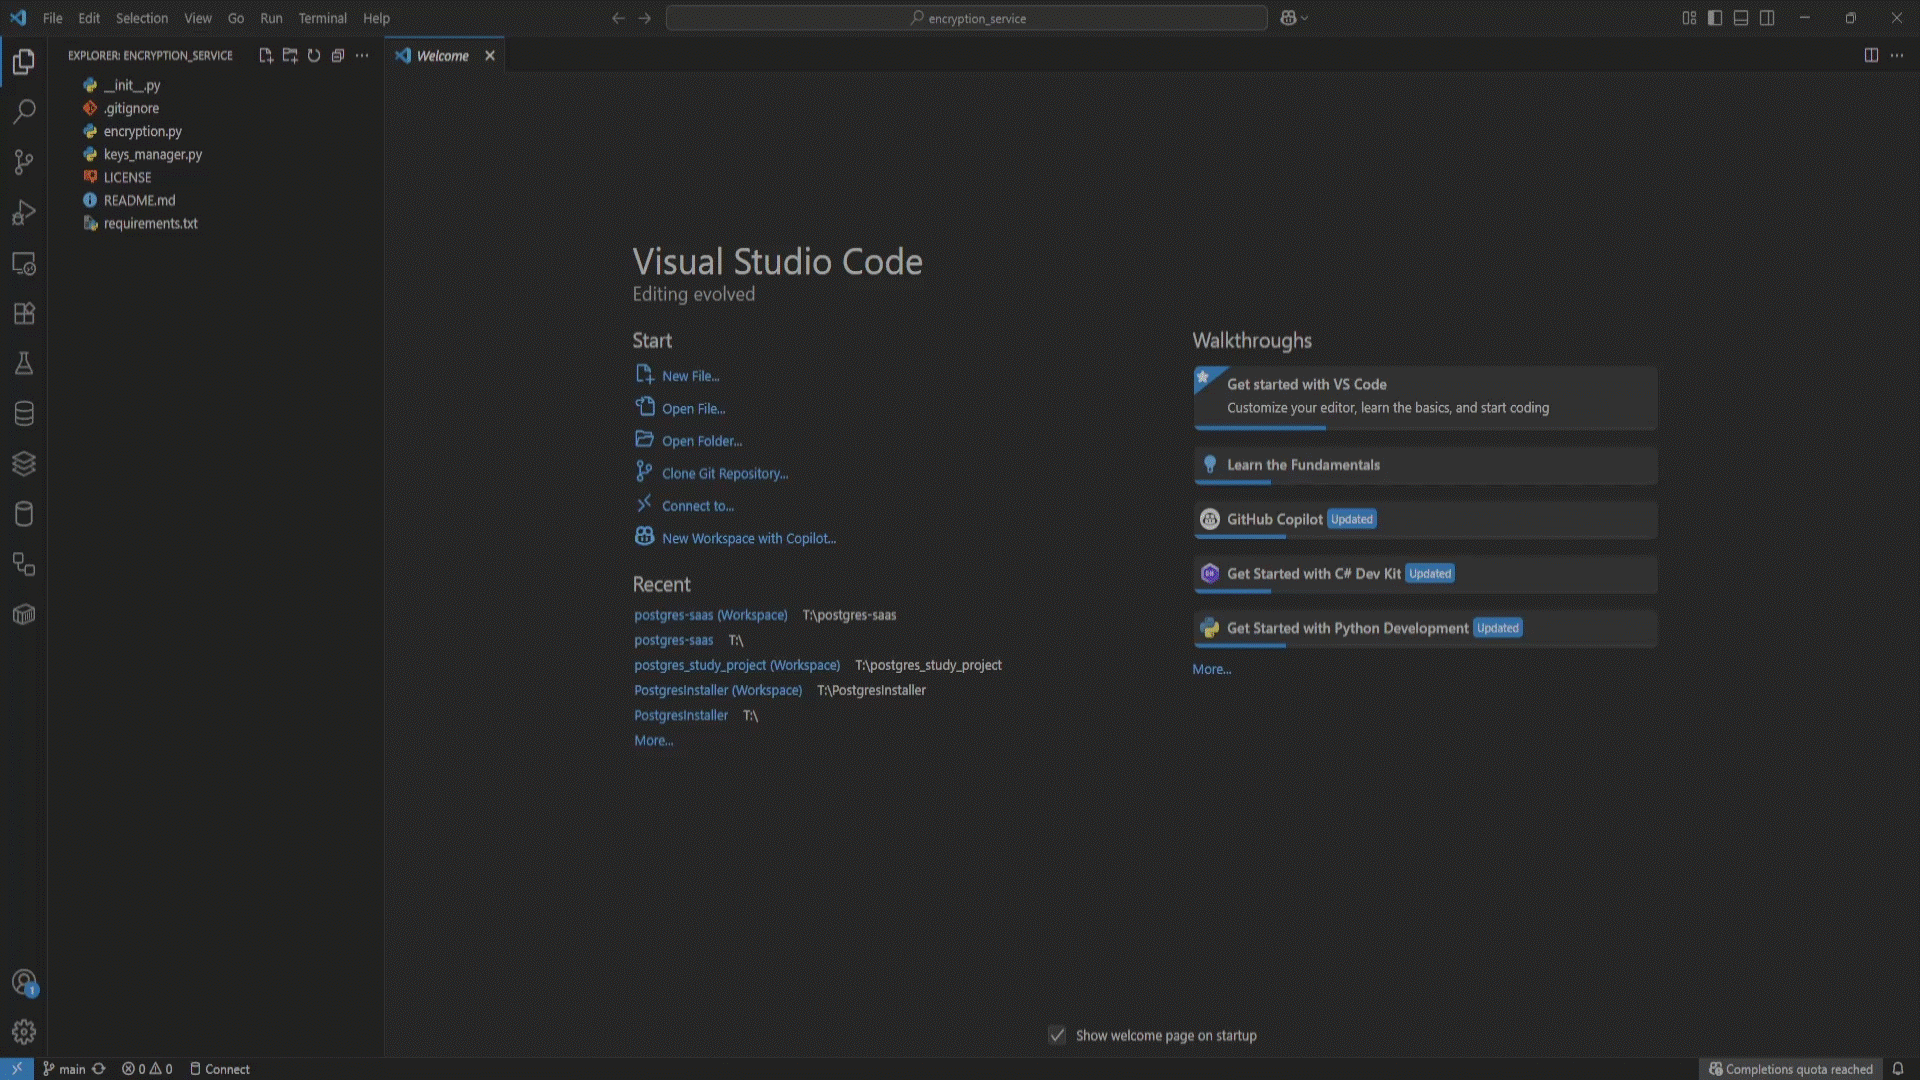 File Edit Selection View Go Run Terminal Help
encryption_service
EXPLORER: ENCRYPTION_SERVICE
Welcome
__init__.py
.gitignore
encryption.py
keys_manager.py
LICENSE
README.md
requirements.txt
Visual Studio Code
Editing evolved
Start
New File...
Open File...
Open Folder...
Clone Git Repository...
Connect to...
New Workspace with Copilot...
Recent
postgres-saas (Workspace) T:\postgres-saas
postgres-saas T:\
postgres_study_project (Workspace) T:\postgres_study_project
PostgresInstaller (Workspace) T:\PostgresInstaller
PostgresInstaller T:\
More...
Walkthroughs
Get started with VS Code
Customize your editor, learn the basics, and start coding
Learn the Fundamentals
GitHub Copilot Updated
Get Started with C# Dev Kit Updated
Get Started with Python Development Updated
More...
Show welcome page on startup
1
main 0 0 Connect
Completions quota reached